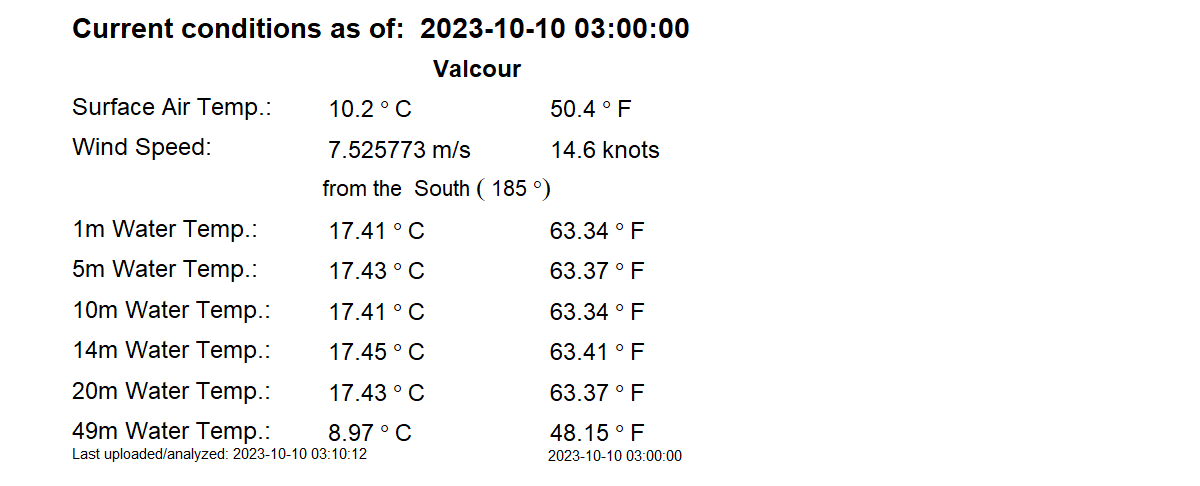 Current conditions as of:  2023-10-10 03:00:00
Valcour
Surface Air Temp.: 10.2 ° C 50.4 ° F
Wind Speed: 7.525773 m/s 14.6 knots
from the  South ( 185 °)
1m Water Temp.: 17.41 ° C 63.34 ° F
5m Water Temp.: 17.43 ° C 63.37 ° F
10m Water Temp.: 17.41 ° C 63.34 ° F
14m Water Temp.: 17.45 ° C 63.41 ° F
20m Water Temp.: 17.43 ° C 63.37 ° F
49m Water Temp.: 8.97 ° C 48.15 ° F
Last uploaded/analyzed: 2023-10-10 03:10:12 2023-10-10 03:00:00